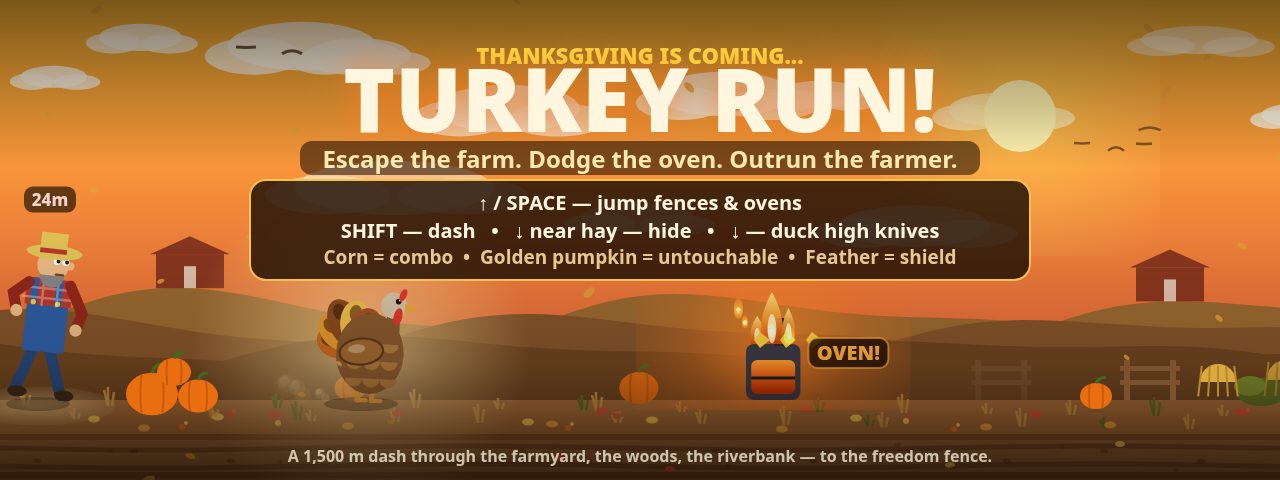 THANKSGIVING IS COMING...
TURKEY RUN!
Escape the farm. Dodge the oven. Outrun the farmer.
↑ / SPACE — jump fences & ovens
SHIFT — dash • ↓ near hay — hide • ↓ — duck high knives
Corn = combo • Golden pumpkin = untouchable • Feather = shield
24m
OVEN!
A 1,500 m dash through the farmyard, the woods, the riverbank — to the freedom fence.